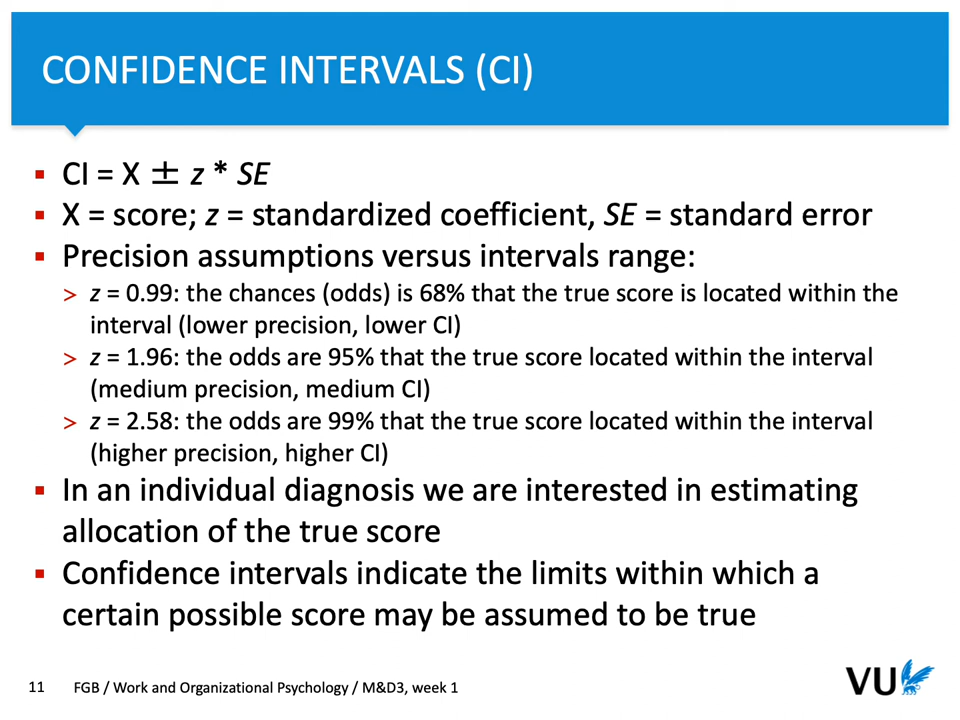 CONFIDENCE INTERVALS (CI)
▪ CI = X ± z * SE
▪ X = score; z = standardized coefficient, SE = standard error
▪ Precision assumptions versus intervals range:
> z = 0.99: the chances (odds) is 68% that the true score is located within the
interval (lower precision, lower CI)
> z = 1.96: the odds are 95% that the true score located within the interval
(medium precision, medium CI)
> z = 2.58: the odds are 99% that the true score located within the interval
(higher precision, higher CI)
▪ In an individual diagnosis we are interested in estimating
allocation of the true score
▪ Confidence intervals indicate the limits within which a
certain possible score may be assumed to be true
11 FGB / Work and Organizational Psychology / M&D3, week 1
VU